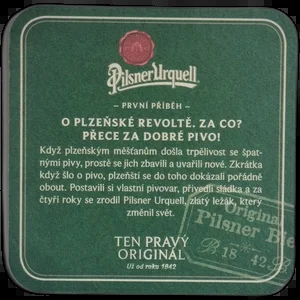 Pilsner Urquell
PRVNÍ PŘÍBĚH
O PLZEŇSKÉ REVOLTĚ. ZA CO?
PŘECE ZA DOBRÉ PIVO!
Když plzeňským měšťanům došla trpělivost se špat-
nými pivy, prostě se jich zbavili a uvařili nové. Zkrátka
když šlo o pivo, plzeňští se do toho dokázali pořádně
obout. Postavili si vlastní pivovar, přivedli sládka a za
čtyři roky se zrodil Pilsner Urquell, zlatý ležák, který
změnil svět.
Original
Pilsner Bie
B 18 42 B
TEN PRAVÝ
ORIGINÁL
Už od roku 1842